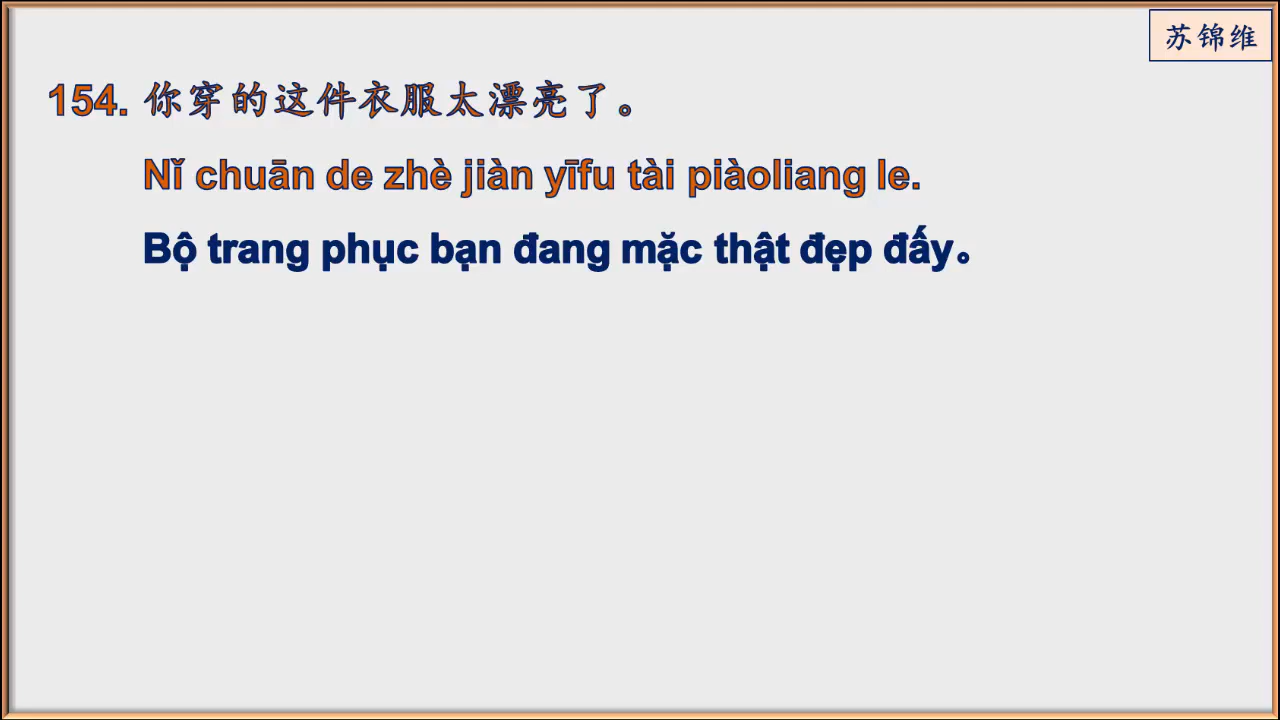 苏锦维
154. 你穿的这件衣服太漂亮了。
Nǐ chuān de zhè jiàn yīfu tài piàoliang le.
Bộ trang phục bạn đang mặc thật đẹp đấy。